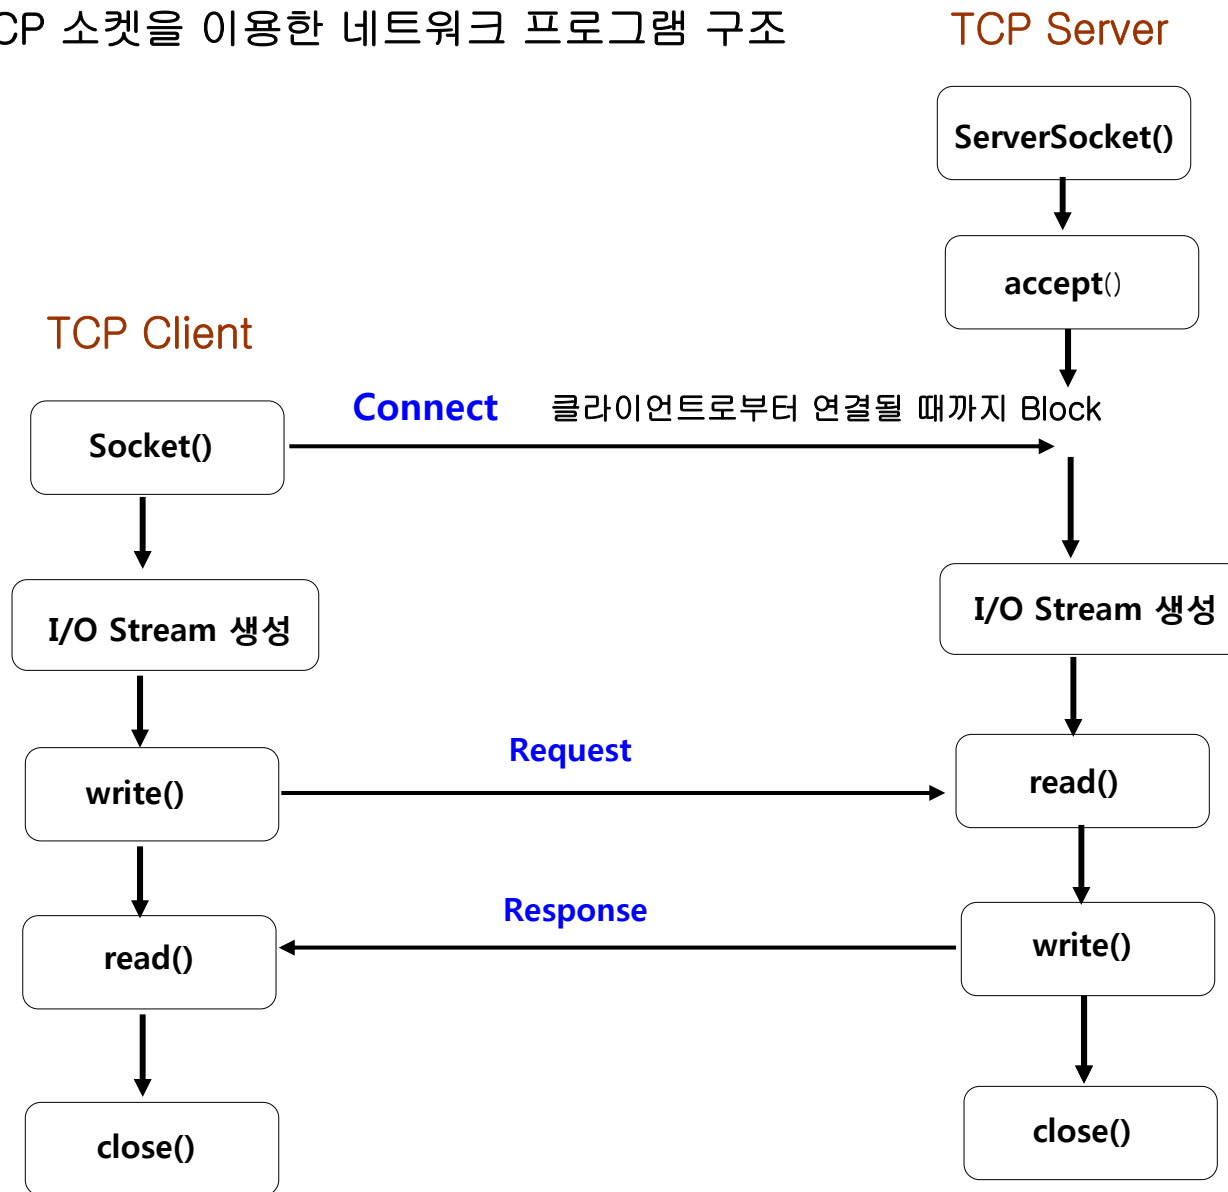 CP 소켓을 이용한 네트워크 프로그램 구조
TCP Server
ServerSocket()
accept()
TCP Client
Connect 클라이언트로부터 연결될 때까지 Block
Socket()
I/O Stream 생성
I/O Stream 생성
Request
write()
read()
Response
read()
write()
close()
close()